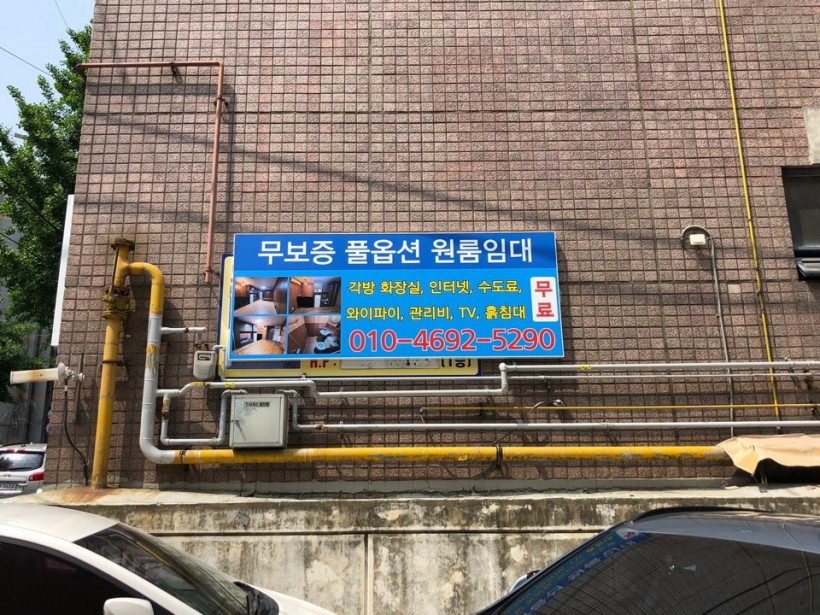 무보증 풀옵션 원룸임대
각방 화장실, 인터넷, 수도료,
와이파이, 관리비, TV, 흙침대
무료
010-4692-5290
H.P